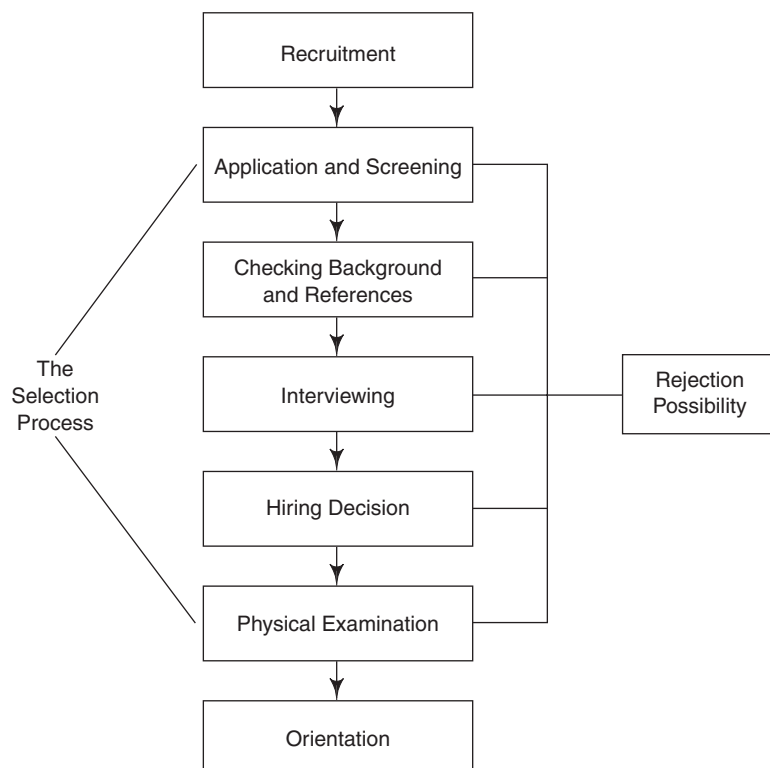 Recruitment
Application and Screening
Checking Background
and References
The
Selection
Process
Interviewing
Rejection
Possibility
Hiring Decision
Physical Examination
Orientation